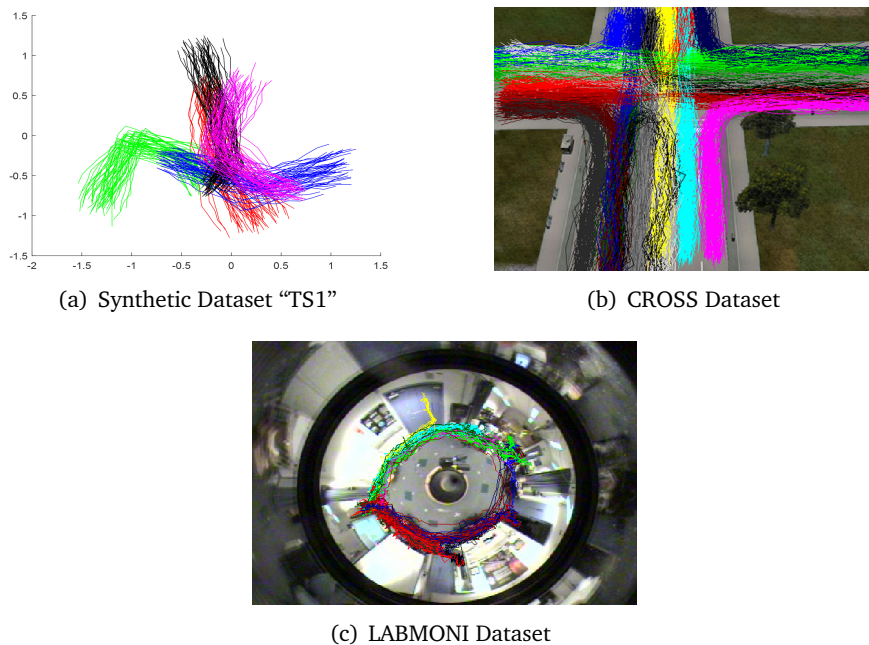 1.5
1
0.5
0
-0.5
-1
-1.5
-2 -1.5 -1 -0.5 0 0.5 1 1.5
(a) Synthetic Dataset “TS1”
(b) CROSS Dataset
(c) LABMONI Dataset